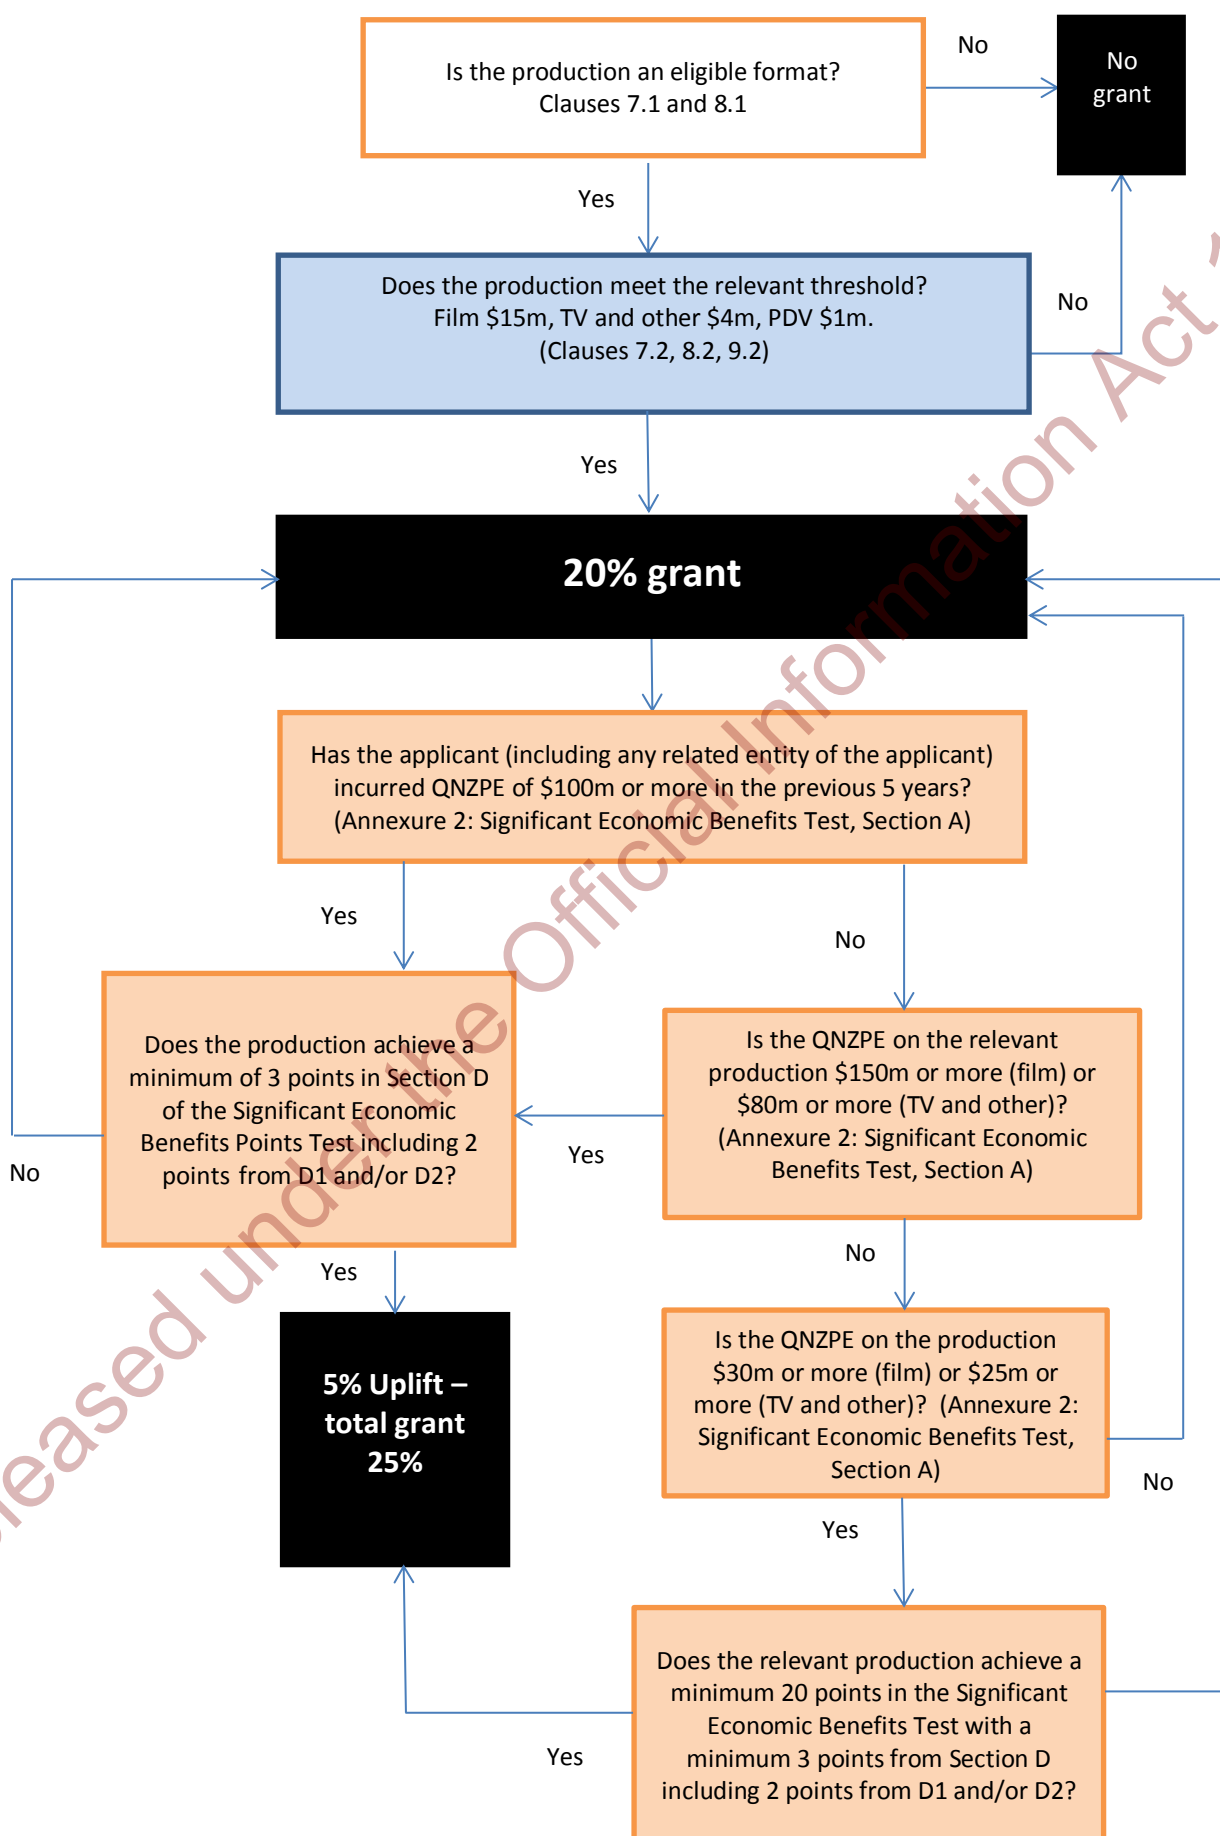 Is the production an eligible format?
Clauses 7.1 and 8.1
No
No
grant
Yes
Does the production meet the relevant threshold?
Film $15m, TV and other $4m, PDV $1m.
(Clauses 7.2, 8.2, 9.2)
No
Yes
20% grant
Has the applicant (including any related entity of the applicant)
incurred QNZPE of $100m or more in the previous 5 years?
(Annexure 2: Significant Economic Benefits Test, Section A)
Yes
No
Does the production achieve a
minimum of 3 points in Section D
of the Significant Economic
Benefits Points Test including 2
points from D1 and/or D2?
No
Is the QNZPE on the relevant
production $150m or more (film) or
$80m or more (TV and other)?
(Annexure 2: Significant Economic
Benefits Test, Section A)
Yes
Yes
No
5% Uplift –
total grant
25%
Is the QNZPE on the production
$30m or more (film) or $25m or
more (TV and other)? (Annexure 2:
Significant Economic Benefits Test,
Section A)
No
Yes
Does the relevant production achieve a
minimum 20 points in the Significant
Economic Benefits Test with a
minimum 3 points from Section D
including 2 points from D1 and/or D2?
Yes
leased under the Official Information Act